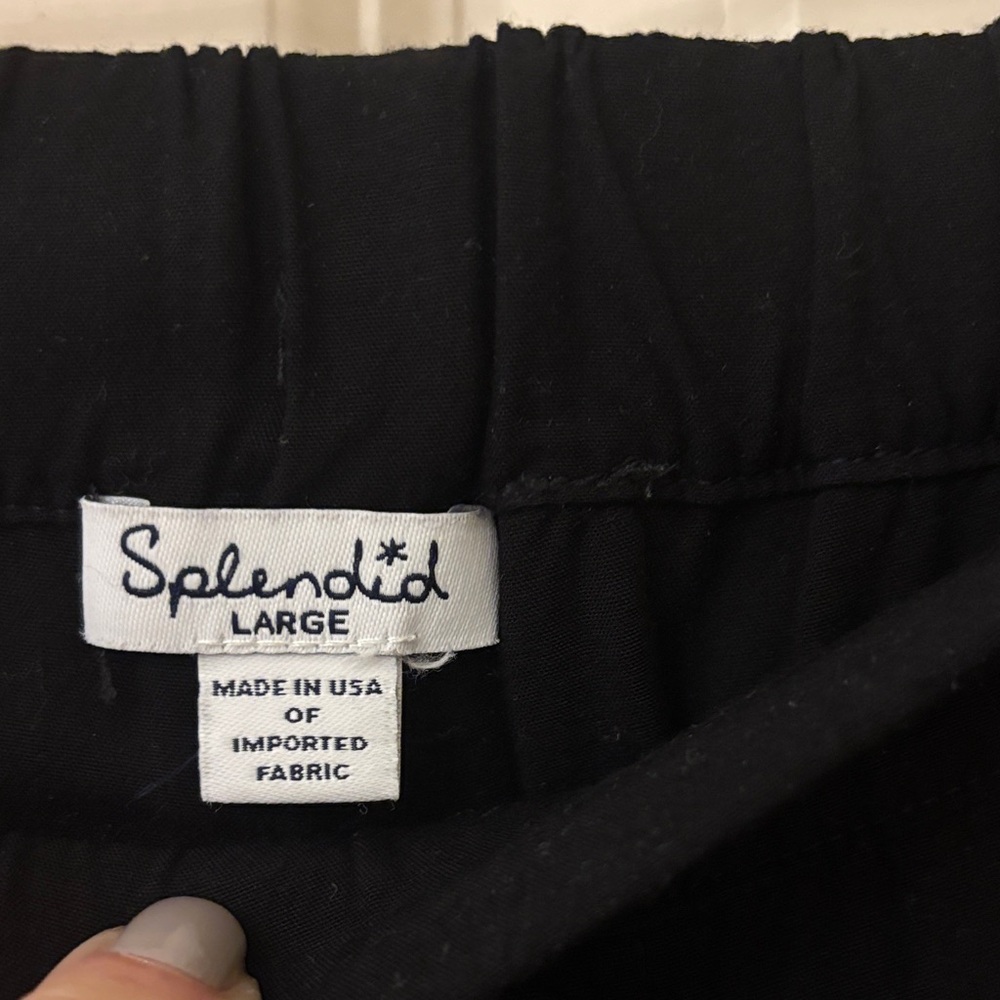 Splendid
LARGE
MADE IN USA
OF
IMPORTED
FABRIC